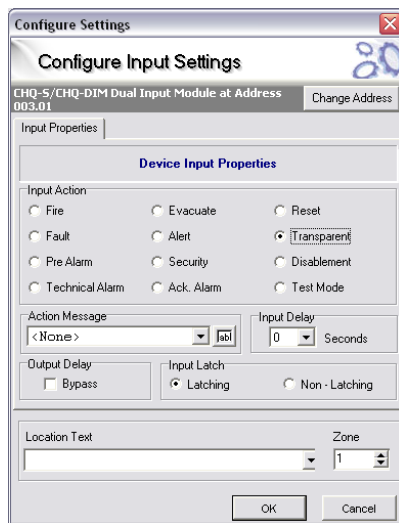 Configure Settings
Configure Input Settings
CHQ-S/CHQ-DIM Dual Input Module at Address
003.01
Change Address
Input Properties
Device Input Properties
Input Action
Fire Evacuate Reset
Fault Alert Transparent
Pre Alarm Security Disablement
Technical Alarm Ack. Alarm Test Mode
Action Message Input Delay
<None> abl 0 Seconds
Output Delay Input Latch
Bypass Latching Non - Latching
Location Text Zone
1
OK Cancel